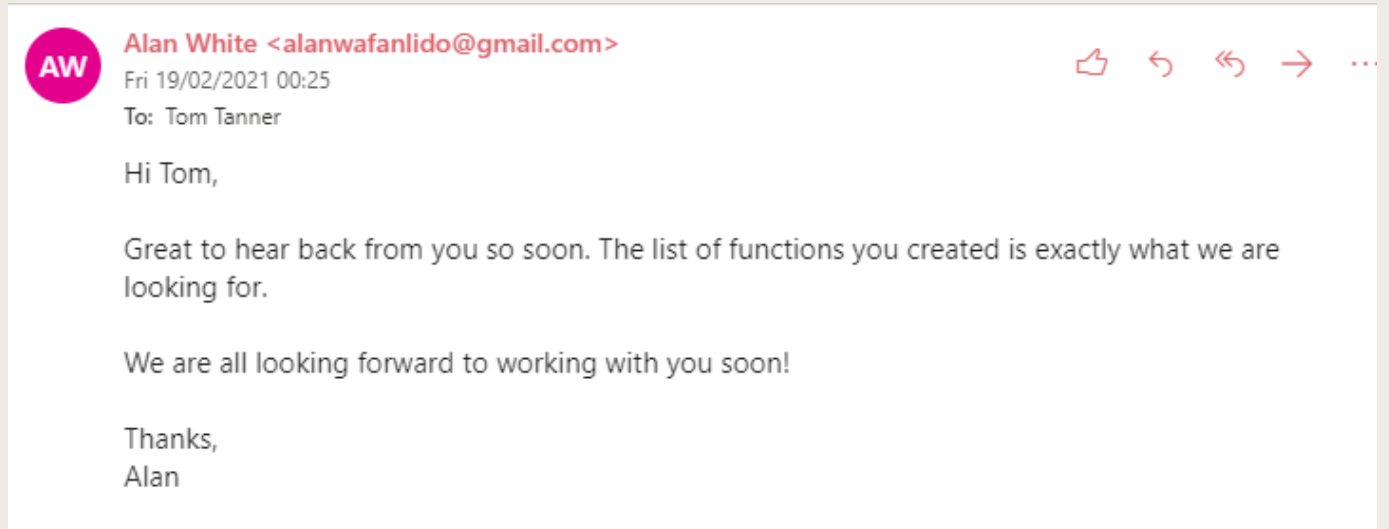 AW
Alan White <alanwafanlido@gmail.com>
Fri 19/02/2021 00:25
To: Tom Tanner
Hi Tom,
Great to hear back from you so soon. The list of functions you created is exactly what we are
looking for.
We are all looking forward to working with you soon!
Thanks,
Alan